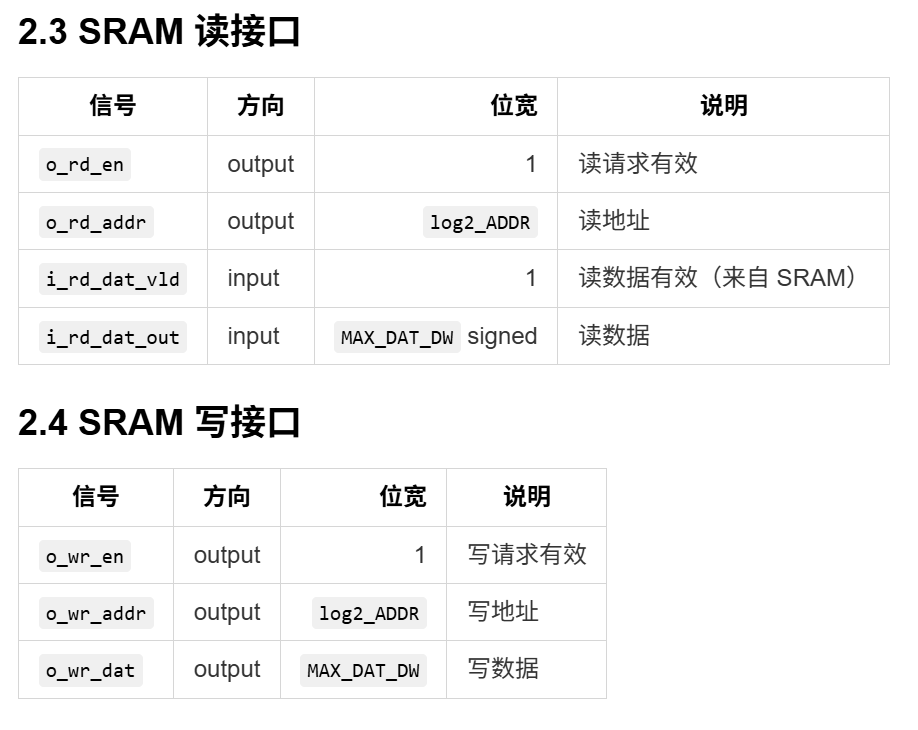 2.3 SRAM 读接口
信号 方向 位宽 说明
o_rd_en output 1 读请求有效
o_rd_addr output log2_ADDR 读地址
i_rd_dat_vld input 1 读数据有效（来自 SRAM）
i_rd_dat_out input MAX_DAT_DW signed 读数据
2.4 SRAM 写接口
信号 方向 位宽 说明
o_wr_en output 1 写请求有效
o_wr_addr output log2_ADDR 写地址
o_wr_dat output MAX_DAT_DW 写数据